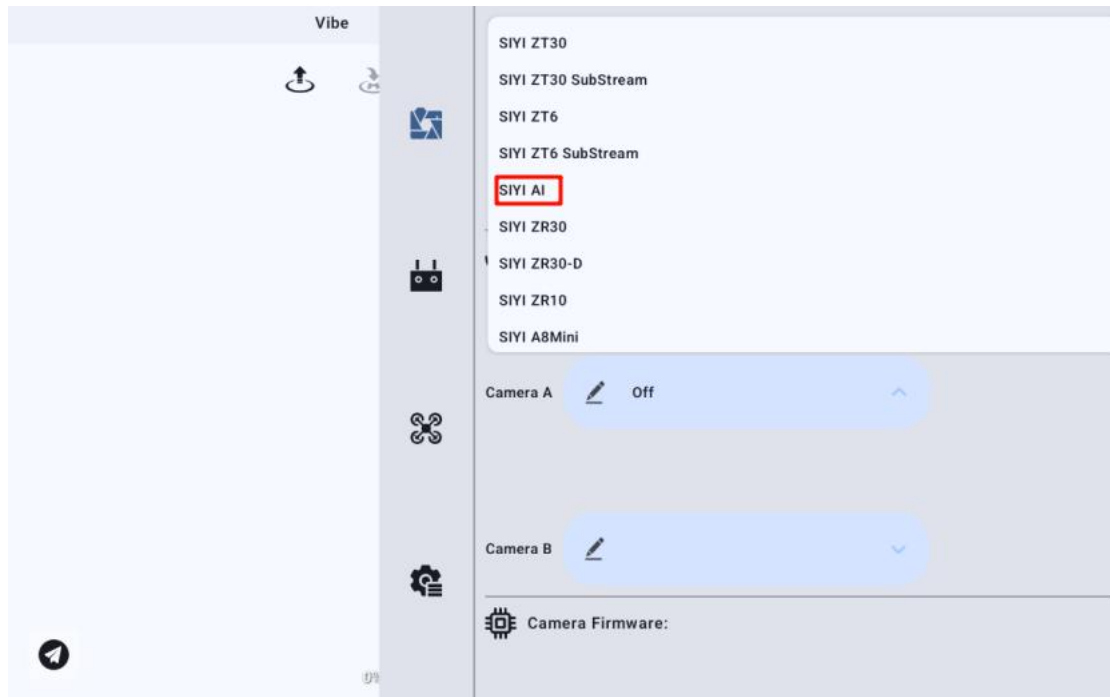 Vibe
SIYI ZT30
SIYI ZT30 SubStream
SIYI ZT6
SIYI ZT6 SubStream
SIYI AI
SIYI ZR30
SIYI ZR30-D
SIYI ZR10
SIYI A8Mini
Camera A Off
Camera B
Camera Firmware: